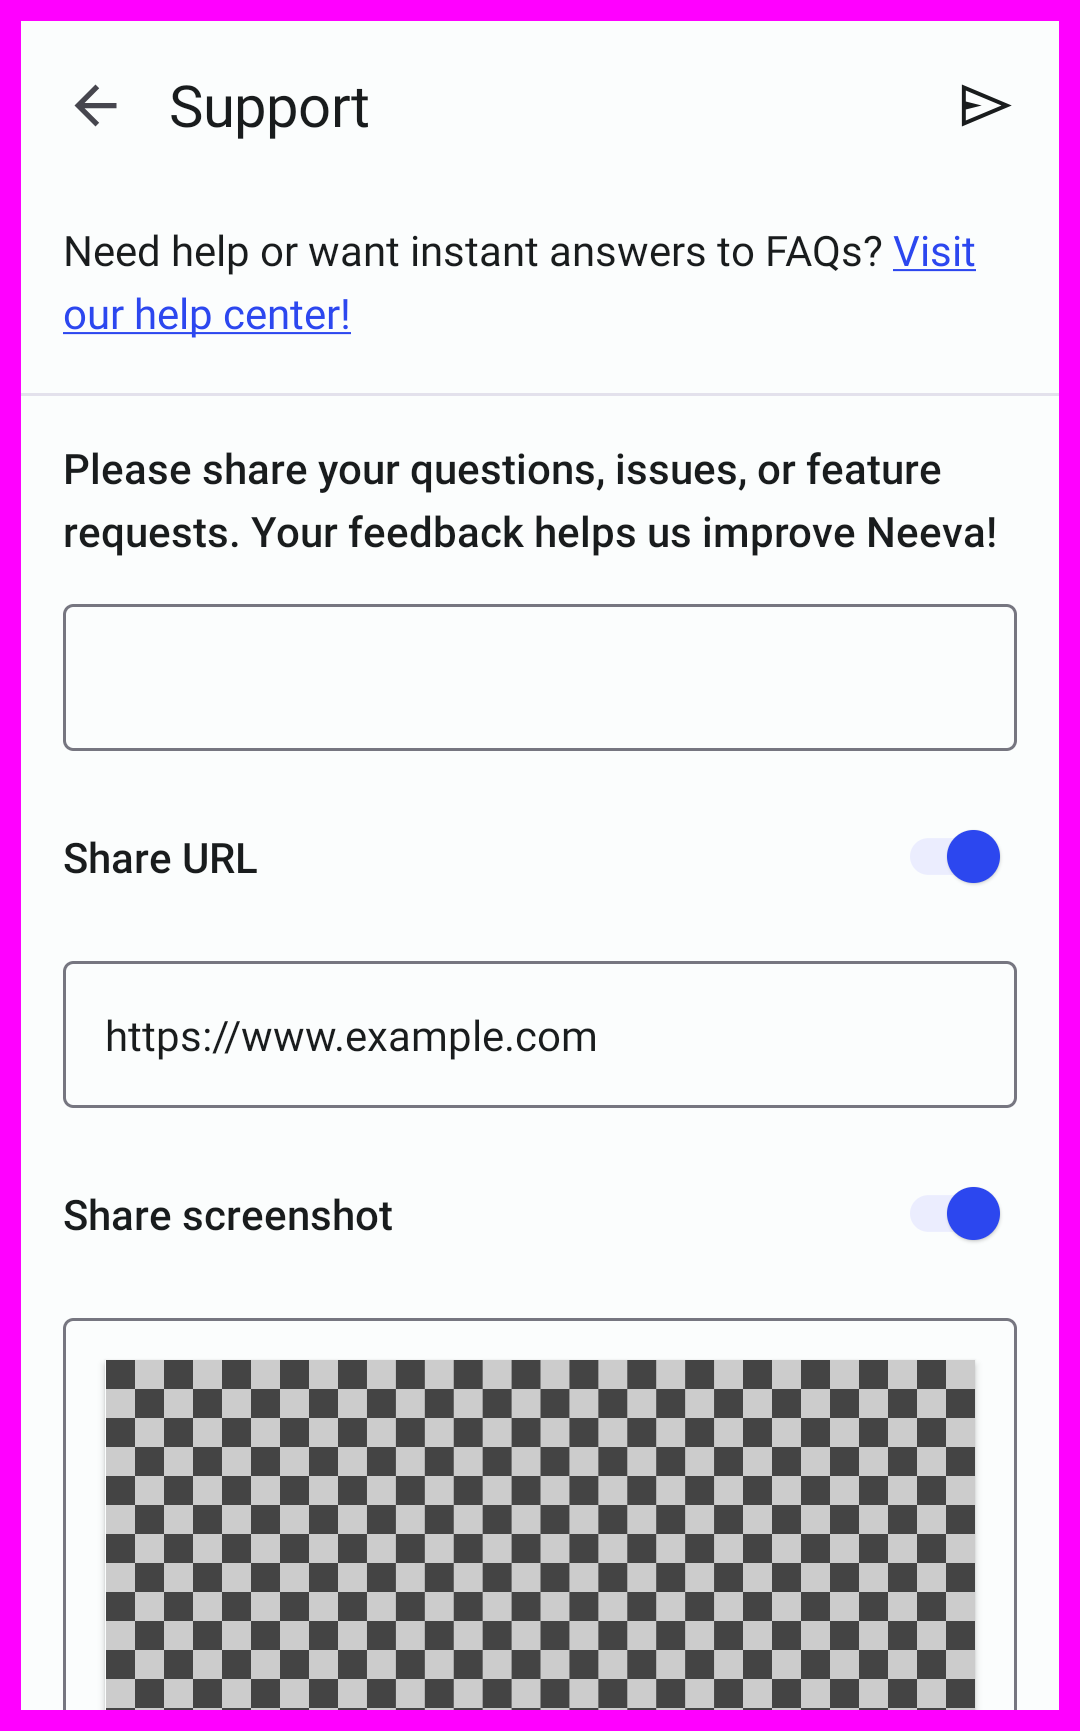 Support
Need help or want instant answers to FAQs? Visit
our help center!
Please share your questions, issues, or feature
requests. Your feedback helps us improve Neeva!
Share URL
https://www.example.com
Share screenshot